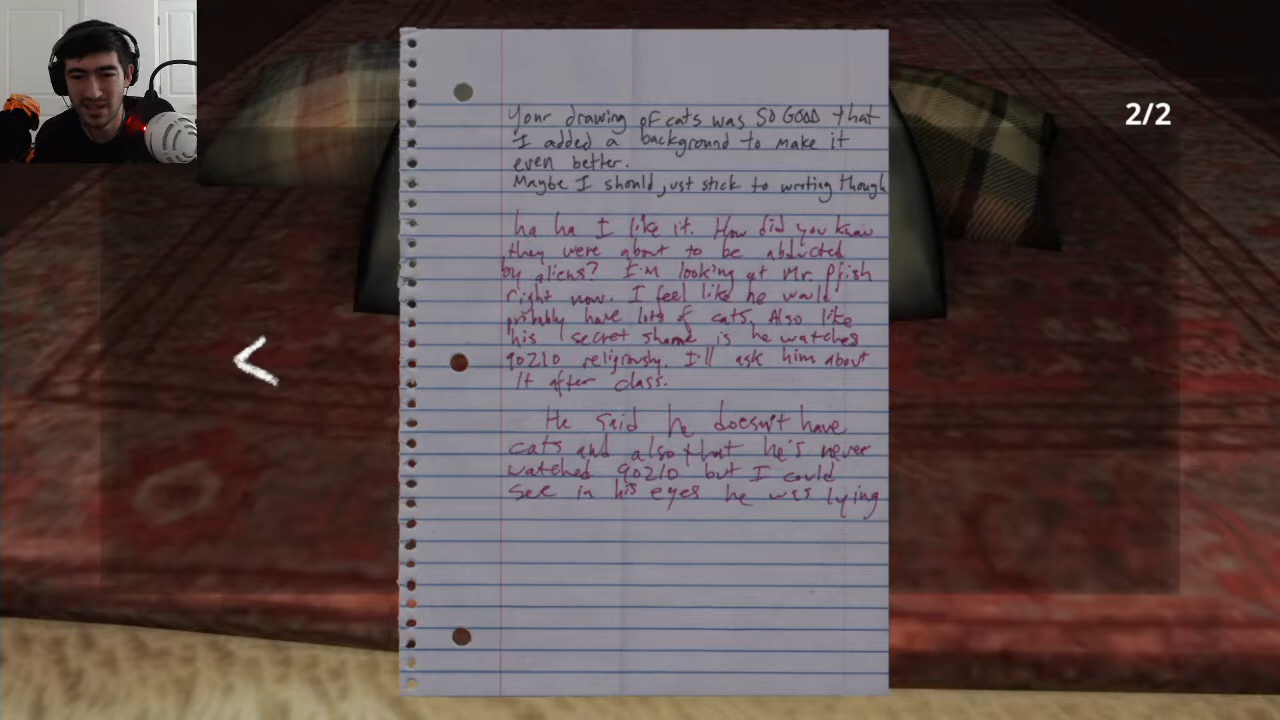 2/2
Your drawing of cats was SO GOOD that
I added a background to make it
even better.
Maybe I should just stick to writing though
ha ha I like it. How did you know
they were about to be abducted
by aliens? I'm looking at Mr. Pfish
right now. I feel like he would
probably have lots of cats. Also like
his secret shame is he watches
90210 religiously. I'll ask him about
it after class.
He said he doesn't have
cats and also that he's never
watched 90210 but I could
see in his eyes he was lying